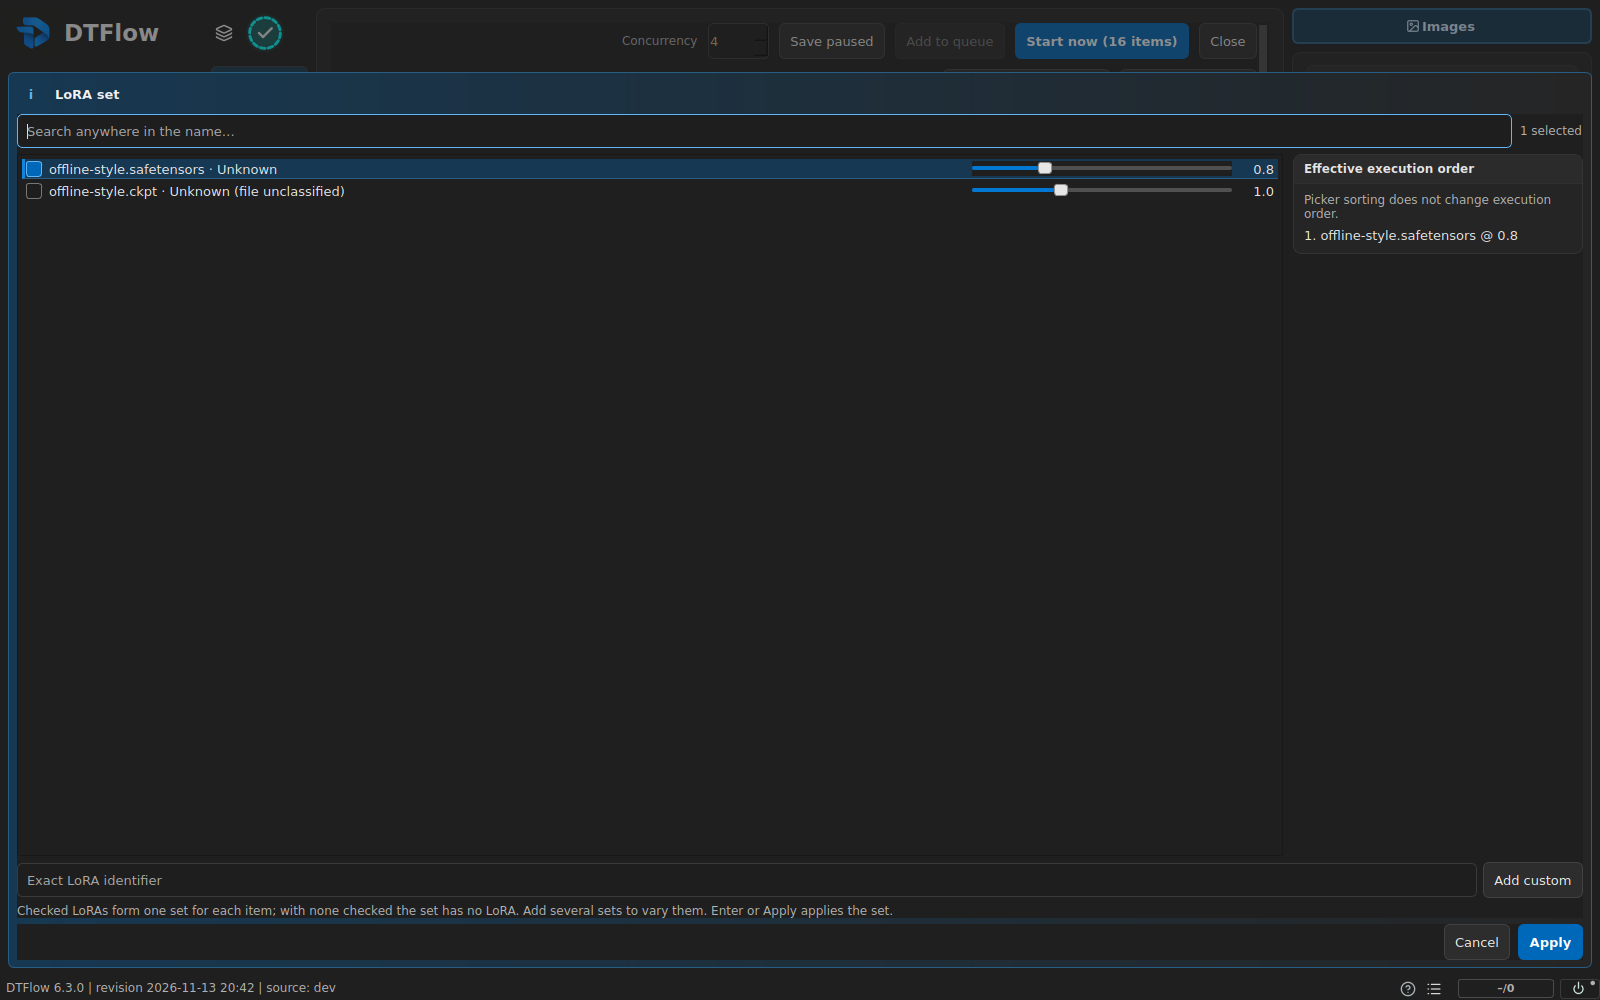 DTFlow
Concurrency 4 Save paused Add to queue Start now (16 items) Close
Images
i LoRA set
Search anywhere in the name...
1 selected
offline-style.safetensors · Unknown 0.8
offline-style.ckpt · Unknown (file unclassified) 1.0
Effective execution order
Picker sorting does not change execution
order.
1. offline-style.safetensors @ 0.8
Exact LoRA identifier
Add custom
Checked LoRAs form one set for each item; with none checked the set has no LoRA. Add several sets to vary them. Enter or Apply applies the set.
Cancel Apply
DTFlow 6.3.0 | revision 2026-11-13 20:42 | source: dev
-/0